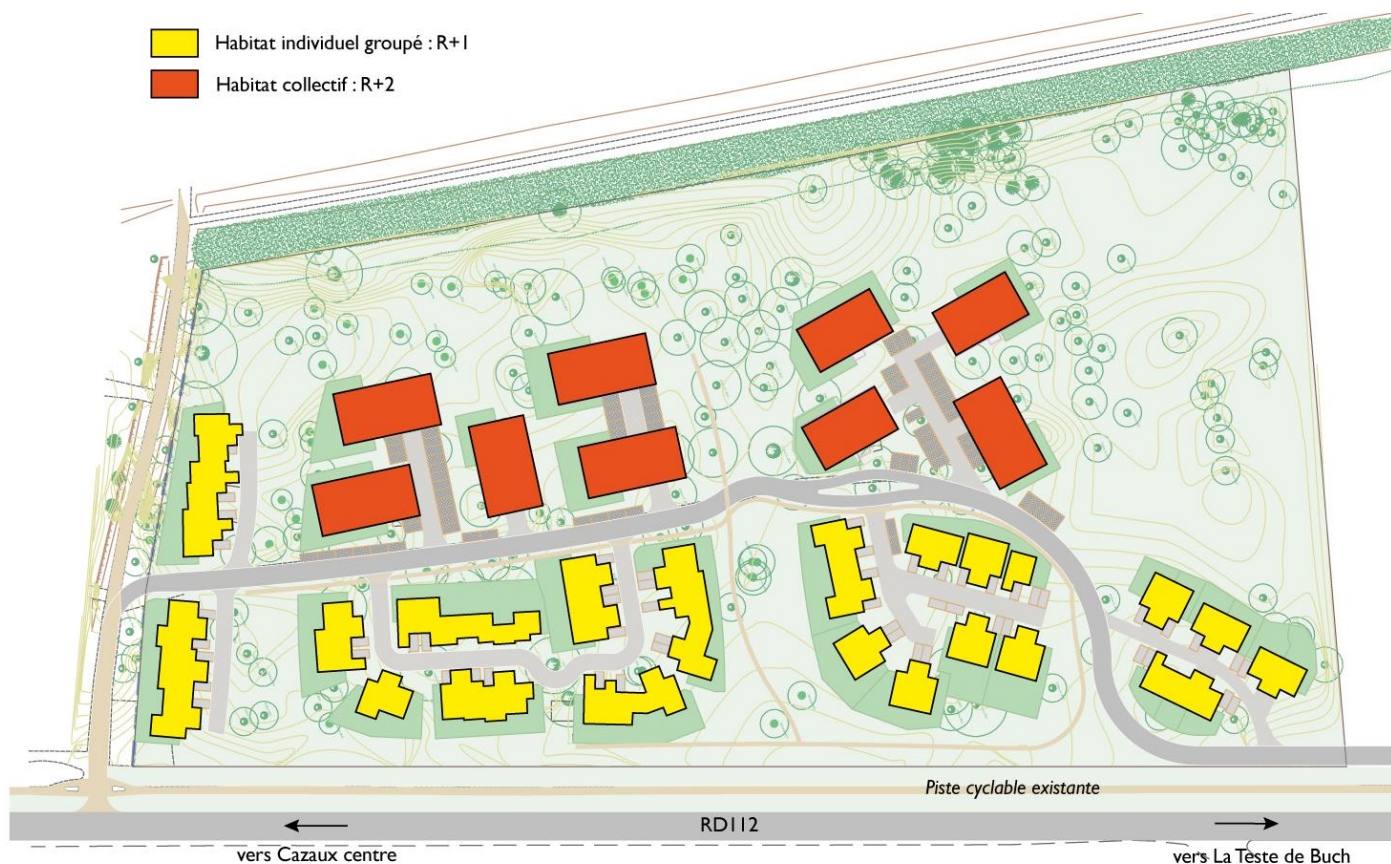 Habitat individuel groupé : R+1
Habitat collectif : R+2
Piste cyclable existante
RD112
vers Cazaux centre
vers La Teste de Buch